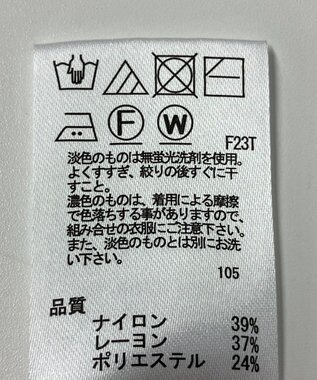 F W
F23T
淡色のものは無蛍光洗剤を使用。
よくすすぎ、絞りの後すぐに干
すこと。
濃色のものは、着用による摩擦
で色落ちする事がありますので、
組み合せの衣服にご注意下さい。
また、淡色のものとは別にお洗
い下さい。
105
品質
ナイロン 39%
レーヨン 37%
ポリエステル 24%